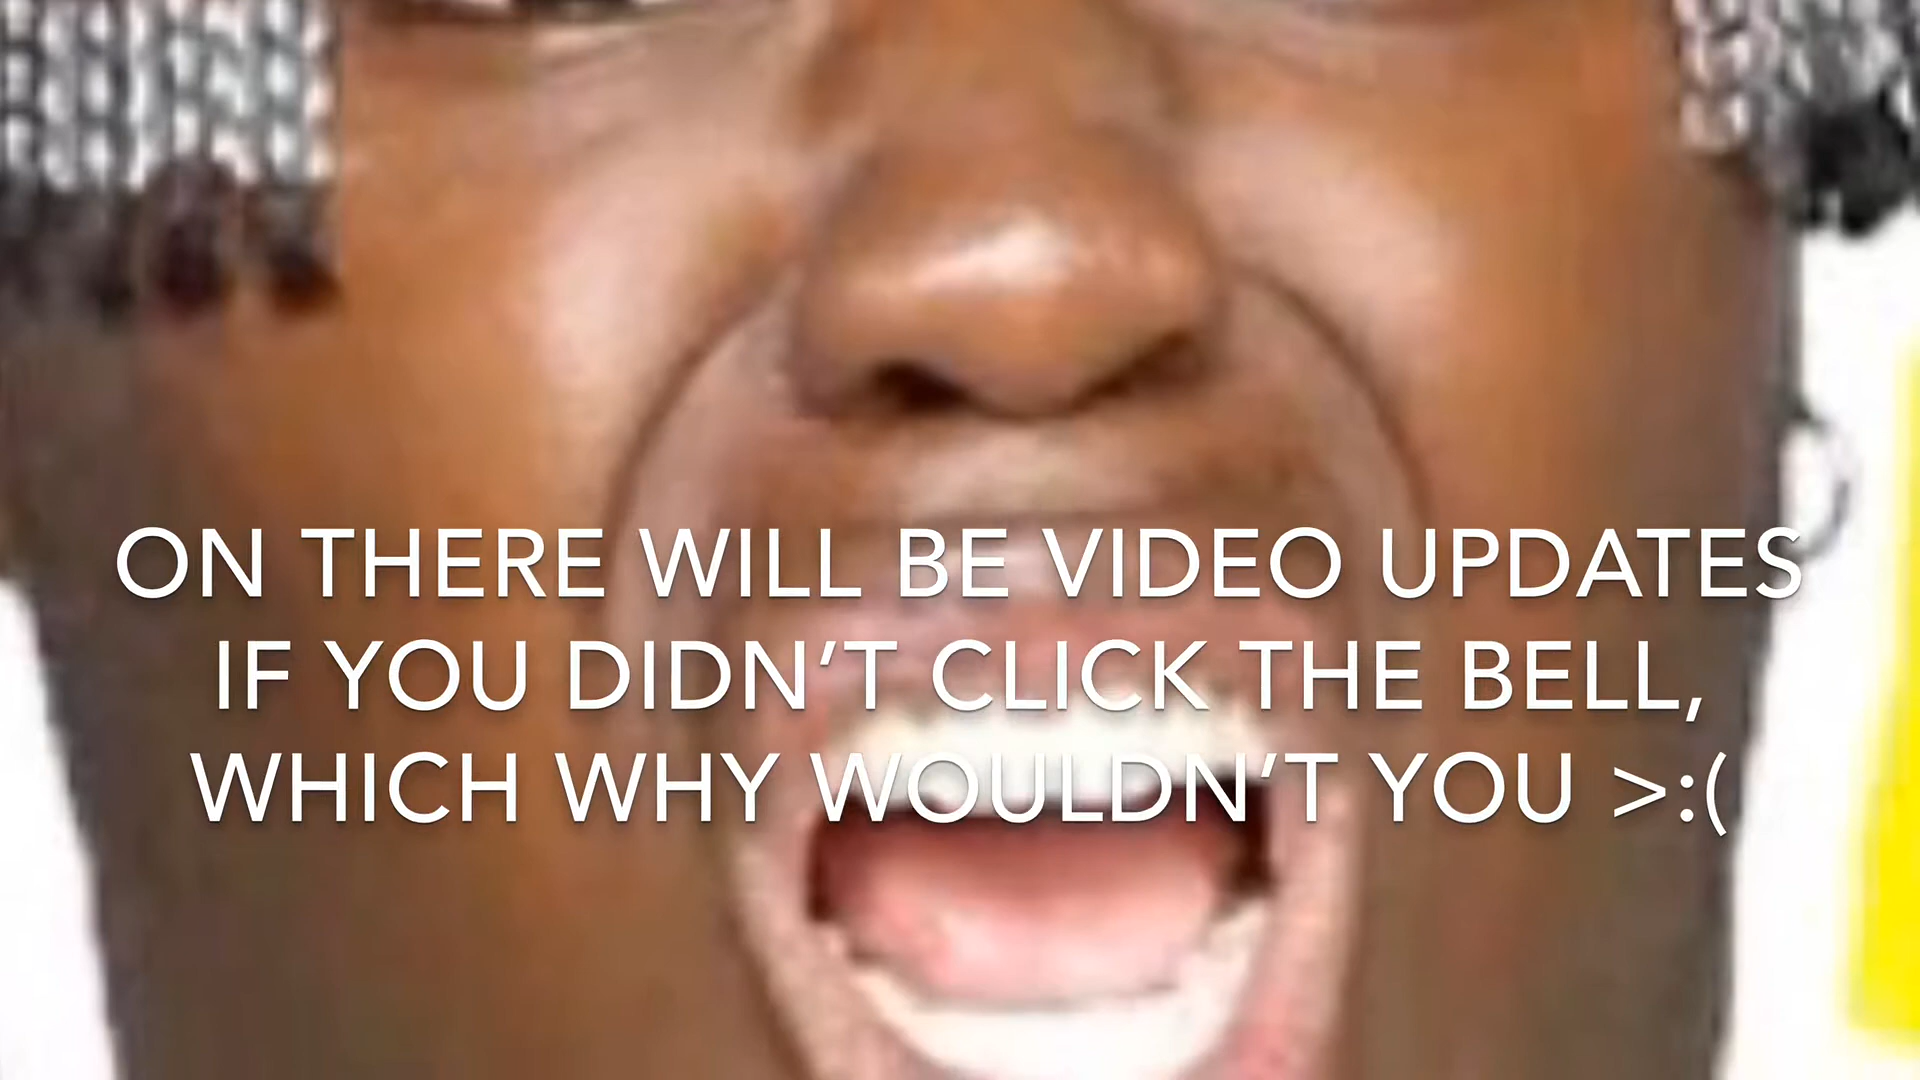 ON THERE WILL BE VIDEO UPDATES
IF YOU DIDN’T CLICK THE BELL,
WHICH WHY WOULDN’T YOU >:(